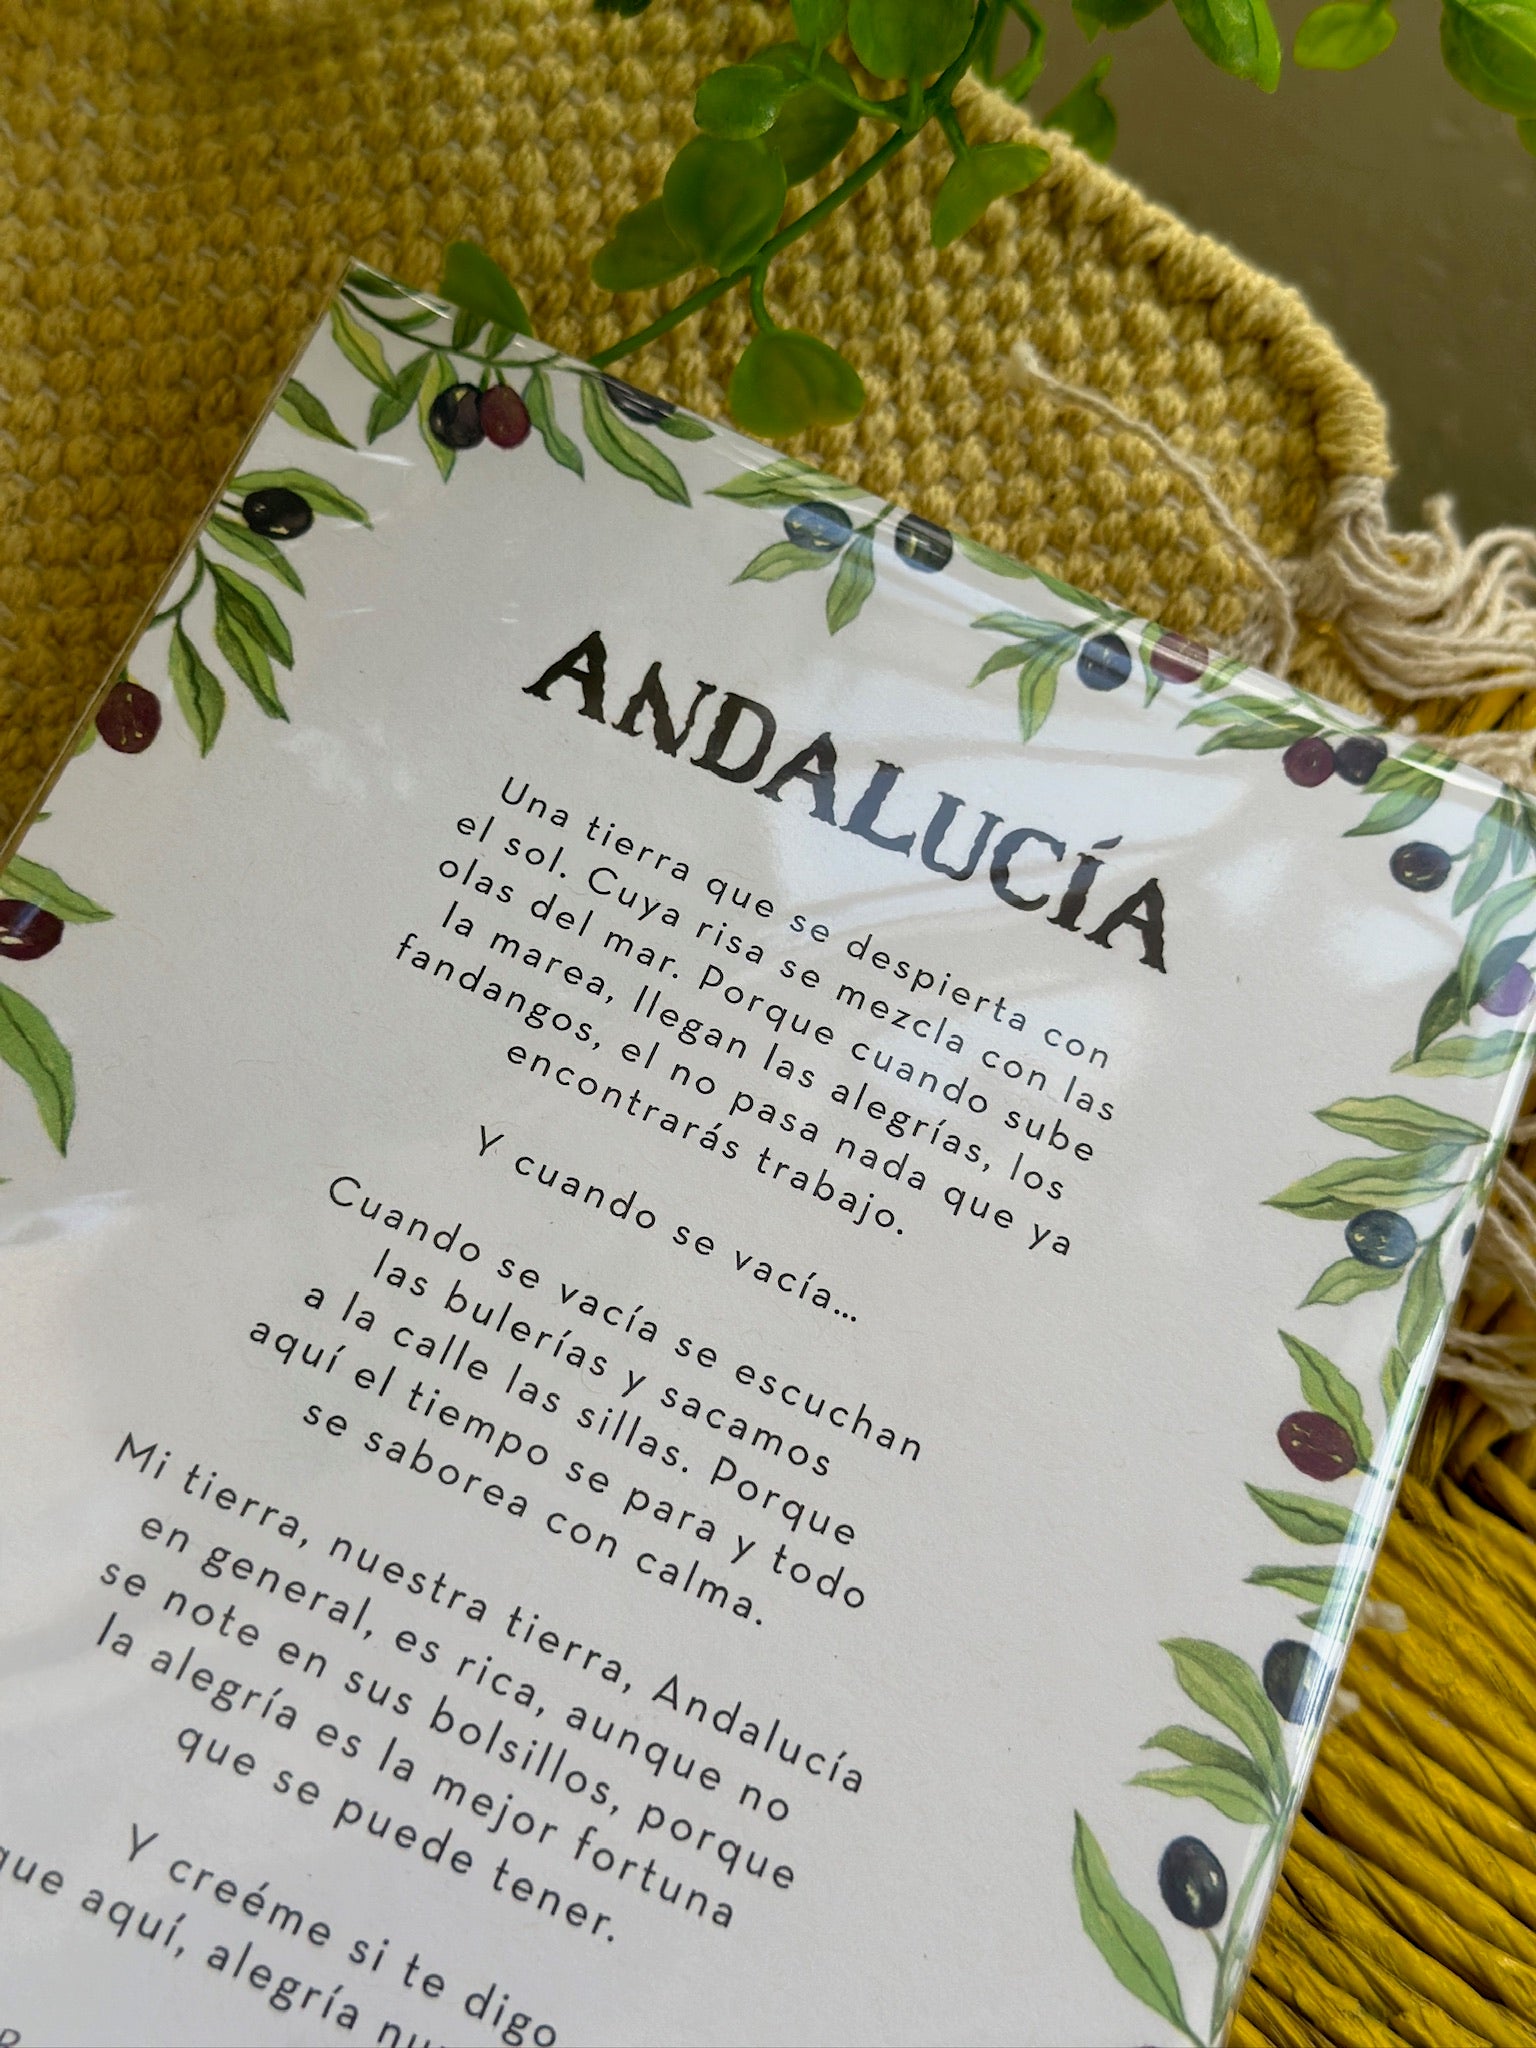 ANDALUCÍA
Una tierra que se despierta con
el sol. Cuya risa se mezcla con las
olas del mar. Porque cuando sube
la marea, llegan las alegrías, los
fandangos, el no pasa nada que ya
encontrarás trabajo.
Y cuando se vacía...
Cuando se vacía se escuchan
las bulerías y sacamos
a la calle las sillas. Porque
aquí el tiempo se para y todo
se saborea con calma.
Mi tierra, nuestra tierra, Andalucía
en general, es rica, aunque no
se note en sus bolsillos, porque
la alegría es la mejor fortuna
que se puede tener.
Y creéme si te digo
que aquí, alegría